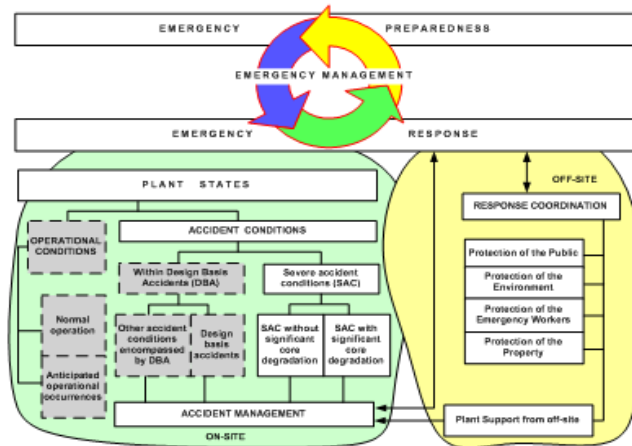 EMERGENCY PREPAREDNESS
EMERGENCY MANAGEMENT
EMERGENCY RESPONSE
PLANT STATES
OFF-SITE
RESPONSE COORDINATION
OPERATIONAL
CONDITIONS
ACCIDENT CONDITIONS
Within Design Basis
Accidents (DBA)
Severe accident
conditions (SAC)
Protection of the Public
Protection of the
Environment
Protection of the
Emergency Workers
Protection of the
Property
Normal
operation
Other accident
conditions
encompassed
by DBA
Design
basis
accidents
SAC without
significant
core
degradation
SAC with
significant
core
degradation
Anticipated
operational
occurrences
ACCIDENT MANAGEMENT
Plant Support from off-site
ON-SITE